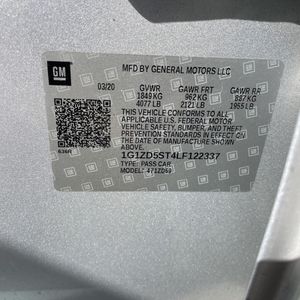 GM
MFD BY GENERAL MOTORS LLC
03/20 GVWR GAWR FRT GAWR RR
1849 KG 962 KG 887 KG
4077 LB 2121 LB 1955 LB
THIS VEHICLE CONFORMS TO ALL
APPLICABLE U.S. FEDERAL MOTOR
VEHICLE SAFETY, BUMPER, AND THEFT
PREVENTION STANDARDS IN EFFECT ON
THE DATE OF MANUFACTURE SHOWN ABOVE.
1G1ZD5ST4LF122337
TYPE: PASS CAR
MODEL: 4712D69